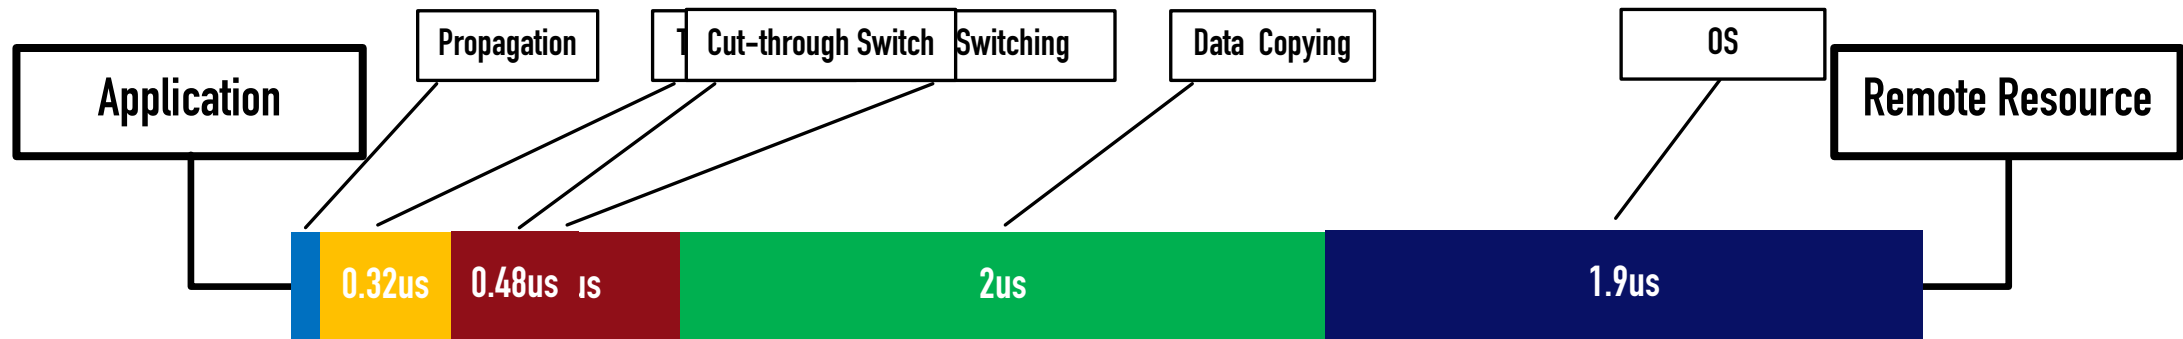 Propagation
Cut-through Switch
Switching
Data Copying
OS
Application
Remote Resource
0.32us
0.48us
2us
1.9us